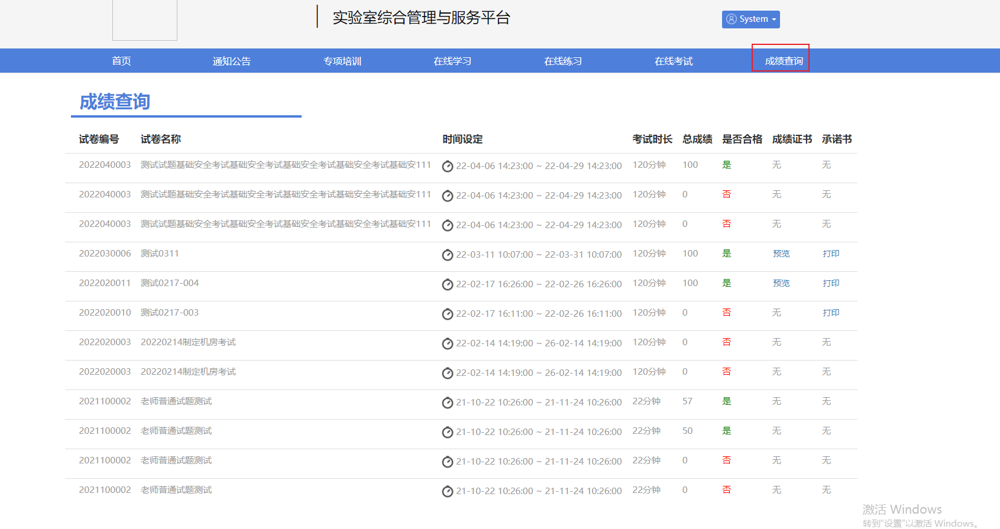 实验室综合管理与服务平台
System
首页 通知公告 专项培训 在线学习 在线练习 在线考试 成绩查询
成绩查询
试卷编号 试卷名称 时间设定 考试时长 总成绩 是否合格 成绩证书 承诺书
2022040003 测试试题基础安全考试基础安全考试基础安全考试基础安全考试基础安111 22-04-06 14:23:00 ~ 22-04-29 14:23:00 120分钟 100 是 无 无
2022040003 测试试题基础安全考试基础安全考试基础安全考试基础安全考试基础安111 22-04-06 14:23:00 ~ 22-04-29 14:23:00 120分钟 0 否 无 无
2022040003 测试试题基础安全考试基础安全考试基础安全考试基础安全考试基础安111 22-04-06 14:23:00 ~ 22-04-29 14:23:00 120分钟 0 否 无 无
2022030006 测试0311 22-03-11 10:07:00 ~ 22-03-31 10:07:00 120分钟 100 是 预览 打印
2022020011 测试0217-004 22-02-17 16:26:00 ~ 22-02-26 16:26:00 120分钟 100 是 预览 打印
2022020010 测试0217-003 22-02-17 16:11:00 ~ 22-02-26 16:11:00 120分钟 0 否 无 打印
2022020003 20220214制定机房考试 22-02-14 14:19:00 ~ 26-02-14 14:19:00 120分钟 0 否 无 无
2022020003 20220214制定机房考试 22-02-14 14:19:00 ~ 26-02-14 14:19:00 120分钟 0 否 无 无
2021100002 老师普通试题测试 21-10-22 10:26:00 ~ 21-11-24 10:26:00 22分钟 57 是 无 无
2021100002 老师普通试题测试 21-10-22 10:26:00 ~ 21-11-24 10:26:00 22分钟 50 是 无 无
2021100002 老师普通试题测试 21-10-22 10:26:00 ~ 21-11-24 10:26:00 22分钟 0 否 无 无
2021100002 老师普通试题测试 21-10-22 10:26:00 ~ 21-11-24 10:26:00 22分钟 0 否 无 无
激活 Windows
转到"设置"以激活 Windows。